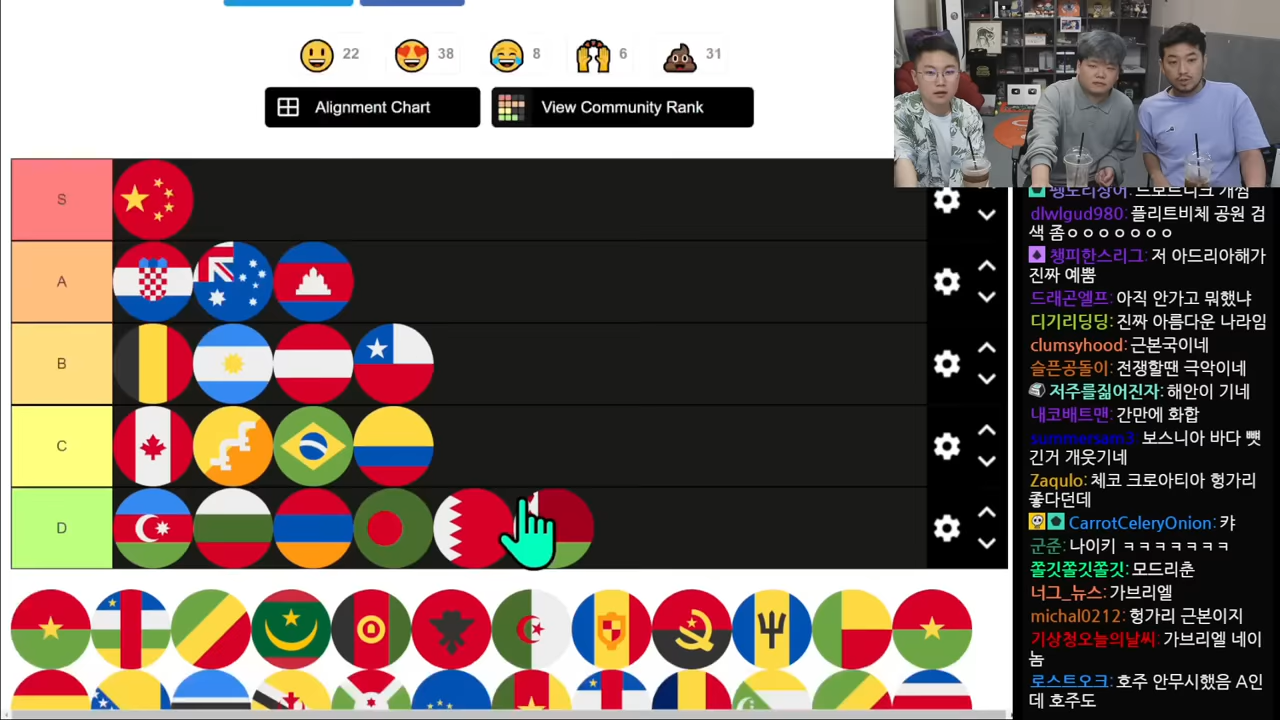 22
38
8
6
31
Alignment Chart
View Community Rank
S
A
B
C
D
dlwlgud980: 플리트비체 공원 검
색 좀ㅇㅇㅇㅇㅇㅇㅇ
챙피한스리그: 저 아드리아해가
진짜 예쁨
드래곤엘프: 아직 안가고 뭐했냐
디기리딩딩: 진짜 아름다운 나라임
clumsyhood: 근본국이네
슬픈공돌이: 전쟁할땐 극악이네
저주를짊어진자: 해안이 기네
내코배트맨: 간만에 화합
summersam3 보스니아 바다 뺏
긴거 개웃기네
Zaqulo: 체코 크로아티아 헝가리
좋다던데
CarrotCeleryOnion: 캬
군준: 나이키 ㅋㅋㅋㅋㅋㅋㅋ
쫄깃쫄깃쫄깃: 모드리춘
너그_뉴스: 가브리엘
michal0212: 헝가리 근본이지
기상청오늘의날씨: 가브리엘 네이
놈
로스트오크: 호주 안무시했음 A인
데 호주도